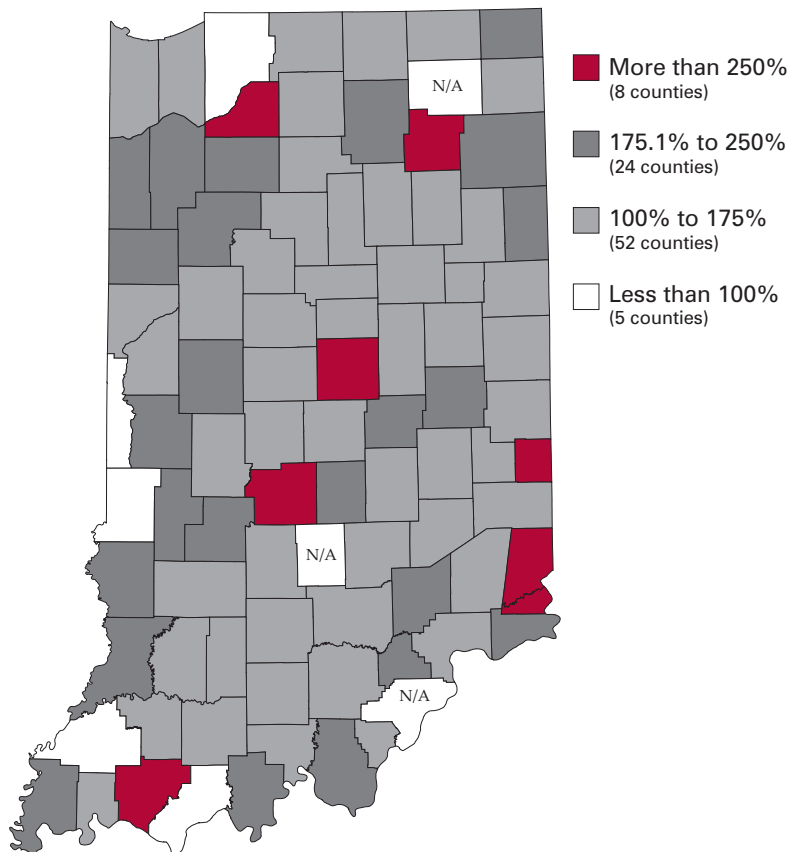 N/A
More than 250%
(8 counties)
175.1% to 250%
(24 counties)
100% to 175%
(52 counties)
Less than 100%
(5 counties)
N/A
N/A